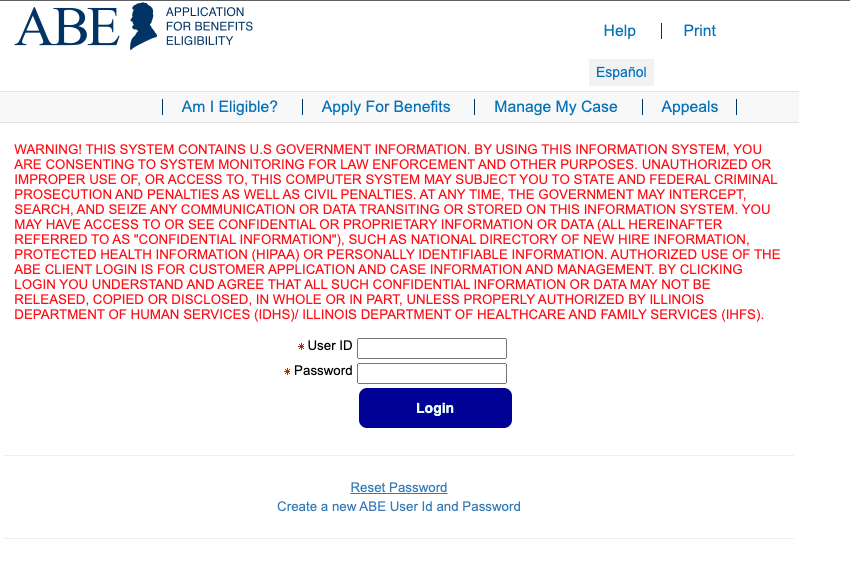 ABE
APPLICATION
FOR BENEFITS
ELIGIBILITY
Help | Print
Español
| Am I Eligible? | Apply For Benefits | Manage My Case | Appeals |
WARNING! THIS SYSTEM CONTAINS U.S GOVERNMENT INFORMATION. BY USING THIS INFORMATION SYSTEM, YOU
ARE CONSENTING TO SYSTEM MONITORING FOR LAW ENFORCEMENT AND OTHER PURPOSES. UNAUTHORIZED OR
IMPROPER USE OF, OR ACCESS TO, THIS COMPUTER SYSTEM MAY SUBJECT YOU TO STATE AND FEDERAL CRIMINAL
PROSECUTION AND PENALTIES AS WELL AS CIVIL PENALTIES. AT ANY TIME, THE GOVERNMENT MAY INTERCEPT,
SEARCH, AND SEIZE ANY COMMUNICATION OR DATA TRANSITING OR STORED ON THIS INFORMATION SYSTEM. YOU
MAY HAVE ACCESS TO OR SEE CONFIDENTIAL OR PROPRIETARY INFORMATION OR DATA (ALL HEREINAFTER
REFERRED TO AS "CONFIDENTIAL INFORMATION"), SUCH AS NATIONAL DIRECTORY OF NEW HIRE INFORMATION,
PROTECTED HEALTH INFORMATION (HIPAA) OR PERSONALLY IDENTIFIABLE INFORMATION. AUTHORIZED USE OF THE
ABE CLIENT LOGIN IS FOR CUSTOMER APPLICATION AND CASE INFORMATION AND MANAGEMENT. BY CLICKING
LOGIN YOU UNDERSTAND AND AGREE THAT ALL SUCH CONFIDENTIAL INFORMATION OR DATA MAY NOT BE
RELEASED, COPIED OR DISCLOSED, IN WHOLE OR IN PART, UNLESS PROPERLY AUTHORIZED BY ILLINOIS
DEPARTMENT OF HUMAN SERVICES (IDHS)/ ILLINOIS DEPARTMENT OF HEALTHCARE AND FAMILY SERVICES (IHFS).
* User ID
* Password
Login
Reset Password
Create a new ABE User Id and Password